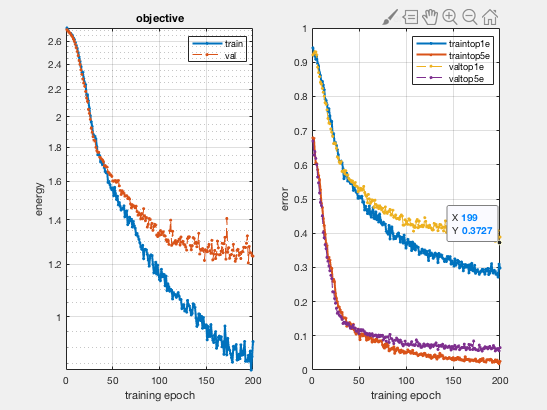 objective
train
val
2.6
2.4
2.2
2
1.8
1.6
1.4
1.2
1
energy
0
50
100
150
200
training epoch
traintop1e
traintop5e
valtop1e
valtop5e
X 199
Y 0.3727
1
0.9
0.8
0.7
0.6
0.5
0.4
0.3
0.2
0.1
0
error
0
50
100
150
200
training epoch